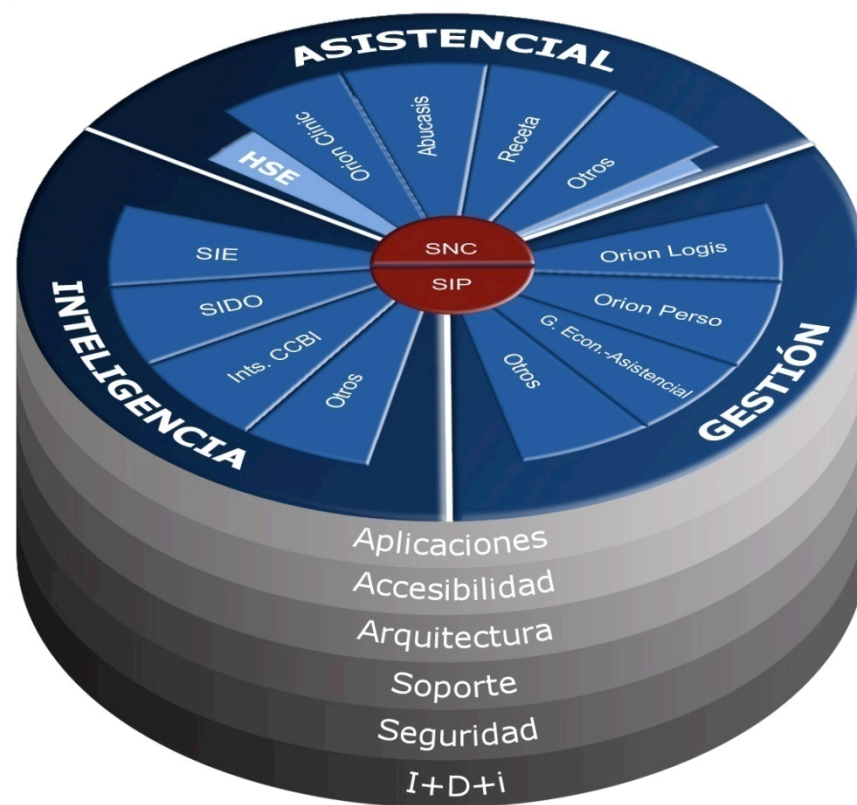 ASISTENCIAL
HSE
Orion Clinic
Abucasis
Receta
Otros
SNC
SIP
INTELIGENCIA
SIE
SIDO
Ints. CCBI
Otros
GESTIÓN
Orion Logis
Orion Perso
G. Econ.-Asistencial
Otros
Aplicaciones
Accesibilidad
Arquitectura
Soporte
Seguridad
I+D+i